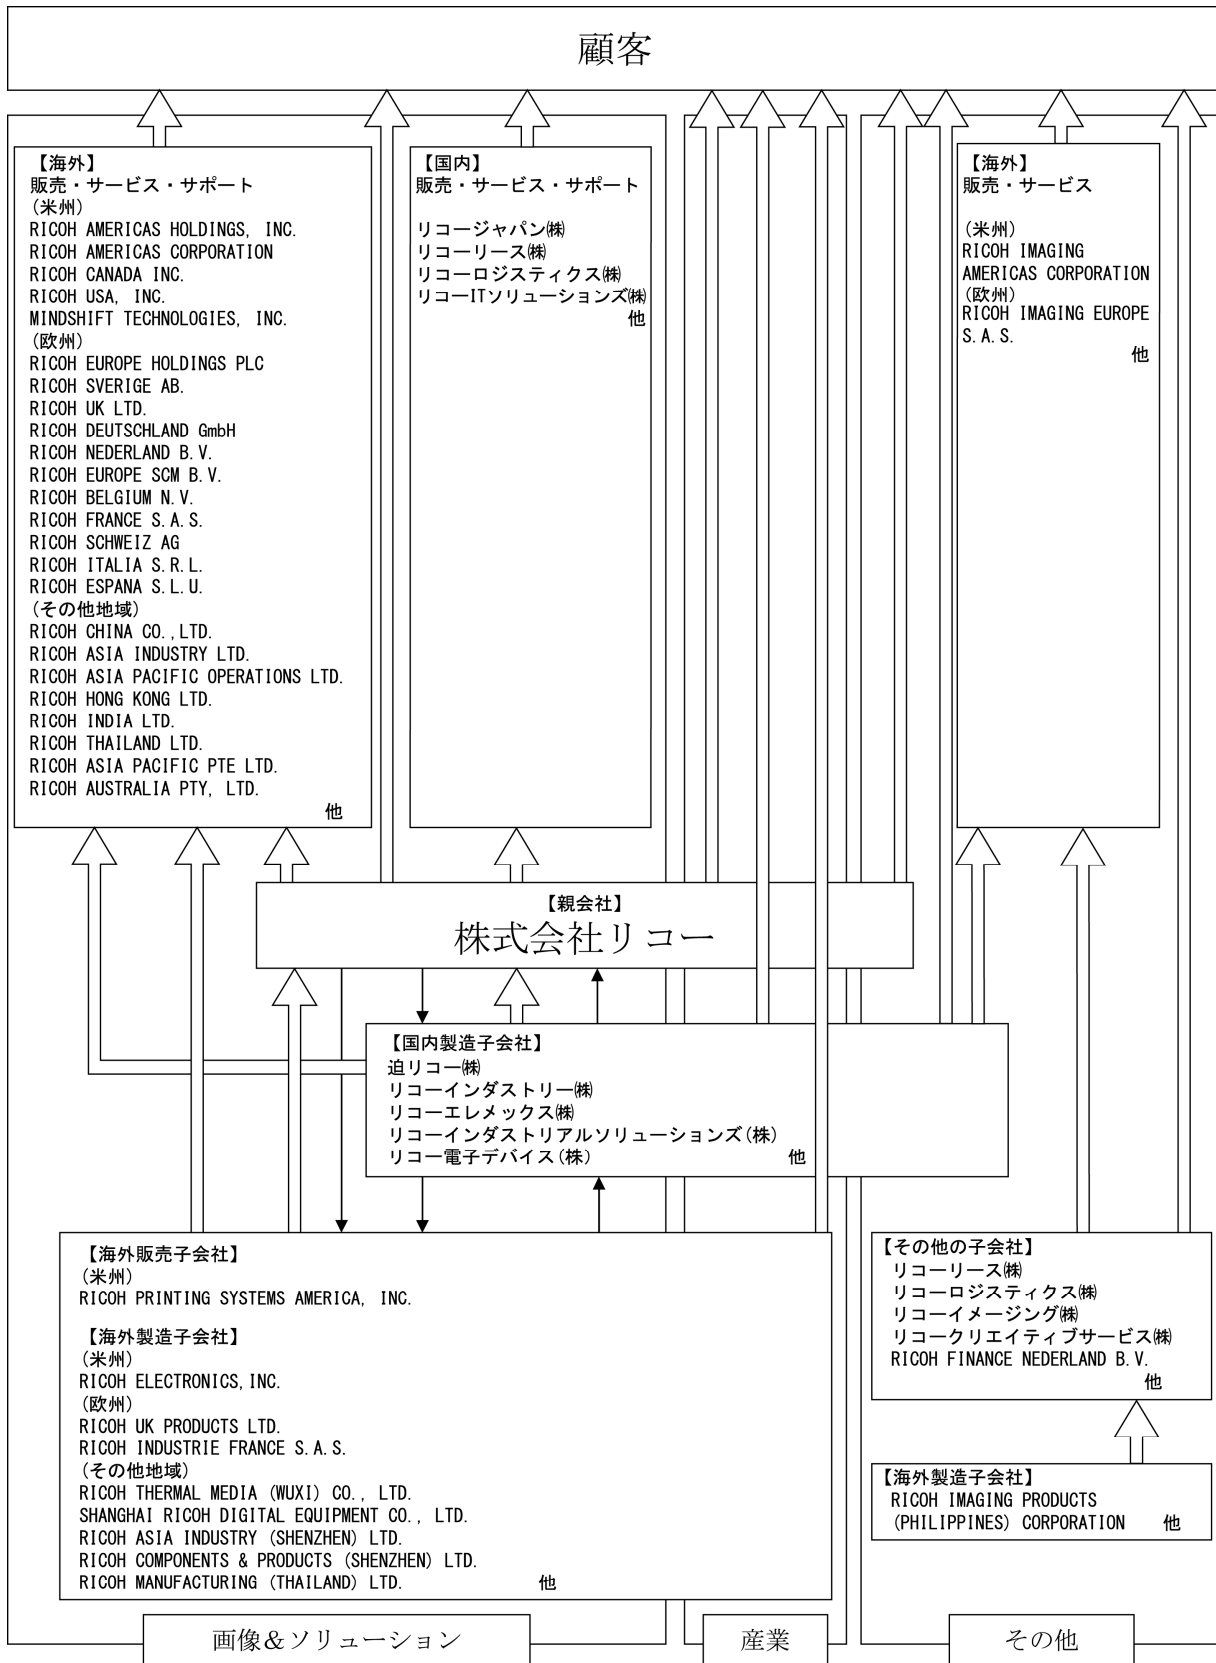 顧客
【海外】
販売・サービス・サポート
(米州)
RICOH AMERICAS HOLDINGS, INC.
RICOH AMERICAS CORPORATION
RICOH CANADA INC.
RICOH USA, INC.
MINDSHIFT TECHNOLOGIES, INC.
(欧州)
RICOH EUROPE HOLDINGS PLC
RICOH SVERIGE AB.
RICOH UK LTD.
RICOH DEUTSCHLAND GmbH
RICOH NEDERLAND B.V.
RICOH EUROPE SCM B.V.
RICOH BELGIUM N.V.
RICOH FRANCE S.A.S.
RICOH SCHWEIZ AG
RICOH ITALIA S.R.L.
RICOH ESPANA S.L.U.
(その他地域)
RICOH CHINA CO.,LTD.
RICOH ASIA INDUSTRY LTD.
RICOH ASIA PACIFIC OPERATIONS LTD.
RICOH HONG KONG LTD.
RICOH INDIA LTD.
RICOH THAILAND LTD.
RICOH ASIA PACIFIC PTE LTD.
RICOH AUSTRALIA PTY, LTD.
他
【国内】
販売・サービス・サポート
リコージャパン㈱
リコーリース㈱
リコーロジスティクス㈱
リコーITソリューションズ㈱
他
【海外】
販売・サービス
(米州)
RICOH IMAGING
AMERICAS CORPORATION
(欧州)
RICOH IMAGING EUROPE
S.A.S.
他
【親会社】
株式会社リコー
【国内製造子会社】
迫リコー㈱
リコーインダストリー㈱
リコーエレメックス㈱
リコーインダストリアルソリューションズ(株)
リコー電子デバイス(株) 他
【海外販売子会社】
(米州)
RICOH PRINTING SYSTEMS AMERICA, INC.
【海外製造子会社】
(米州)
RICOH ELECTRONICS,INC.
(欧州)
RICOH UK PRODUCTS LTD.
RICOH INDUSTRIE FRANCE S.A.S.
(その他地域)
RICOH THERMAL MEDIA (WUXI) CO., LTD.
SHANGHAI RICOH DIGITAL EQUIPMENT CO., LTD.
RICOH ASIA INDUSTRY (SHENZHEN) LTD.
RICOH COMPONENTS & PRODUCTS (SHENZHEN) LTD.
RICOH MANUFACTURING (THAILAND) LTD. 他
【その他の子会社】
リコーリース㈱
リコーロジスティクス㈱
リコーイメージング㈱
リコークリエイティブサービス㈱
RICOH FINANCE NEDERLAND B.V.
他
【海外製造子会社】
RICOH IMAGING PRODUCTS
(PHILIPPINES) CORPORATION 他
画像&ソリューション
産業
その他